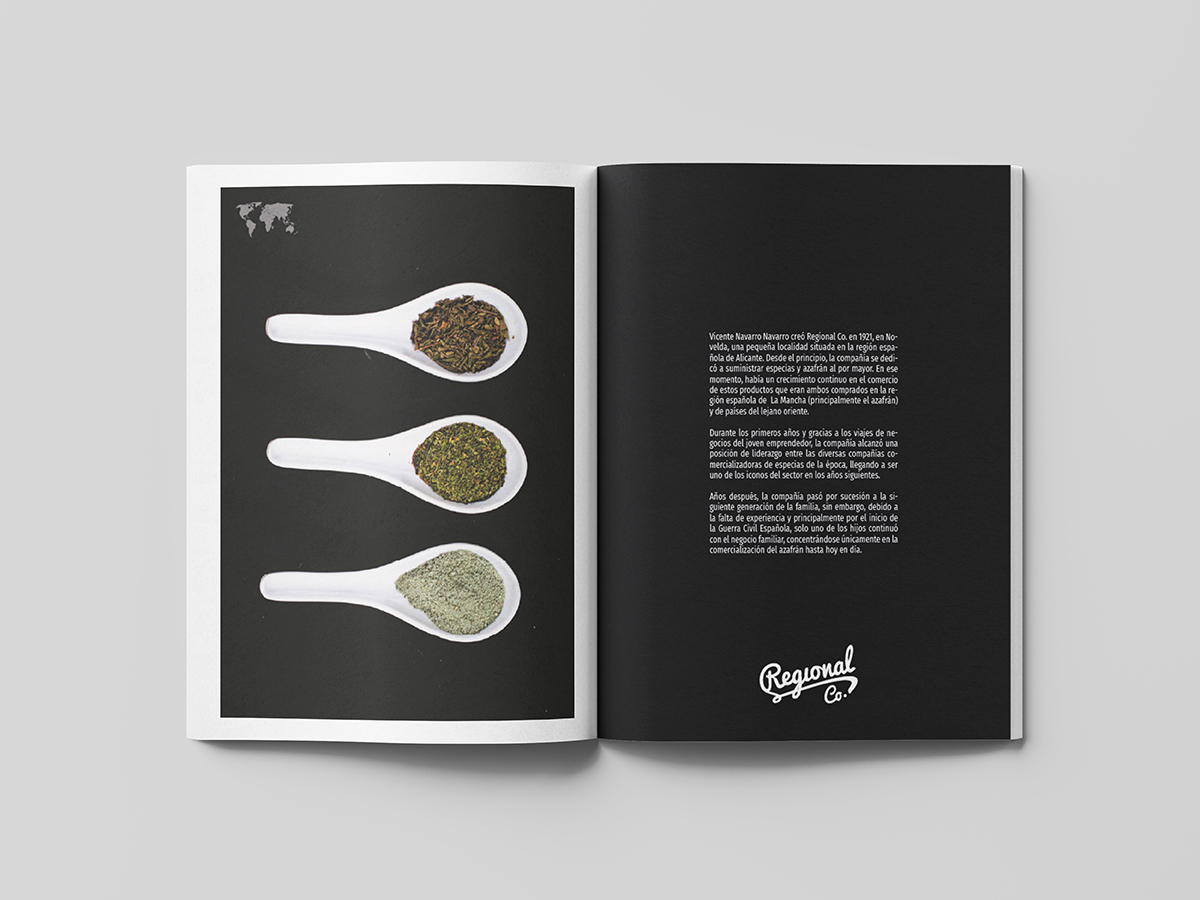 Vicente Navarro Navarro creó Regional Co. en 1921, en No-
velda, una pequeña localidad situada en la región espa-
ñola de Alicante. Desde el principio, la compañía se dedi-
có a suministrar especias y azafrán al por mayor. En ese
momento, había un crecimiento continuo en el comercio
de estos productos que eran ambos comprados en la re-
gión española de La Mancha (principalmente el azafrán)
y de países del lejano oriente.
Durante los primeros años y gracias a los viajes de ne-
gocios del joven emprendedor, la compañía alcanzó una
posición de liderazgo entre las diversas compañías co-
mercializadoras de especias de la época, llegando a ser
uno de los iconos del sector en los años siguientes.
Años después, la compañía pasó por sucesión a la si-
guiente generación de la familia, sin embargo, debido a
la falta de experiencia y principalmente por el inicio de
la Guerra Civil Española, solo uno de los hijos continuó
con el negocio familiar, concentrándose únicamente en la
comercialización del azafrán hasta hoy en día.
Regional
Co.